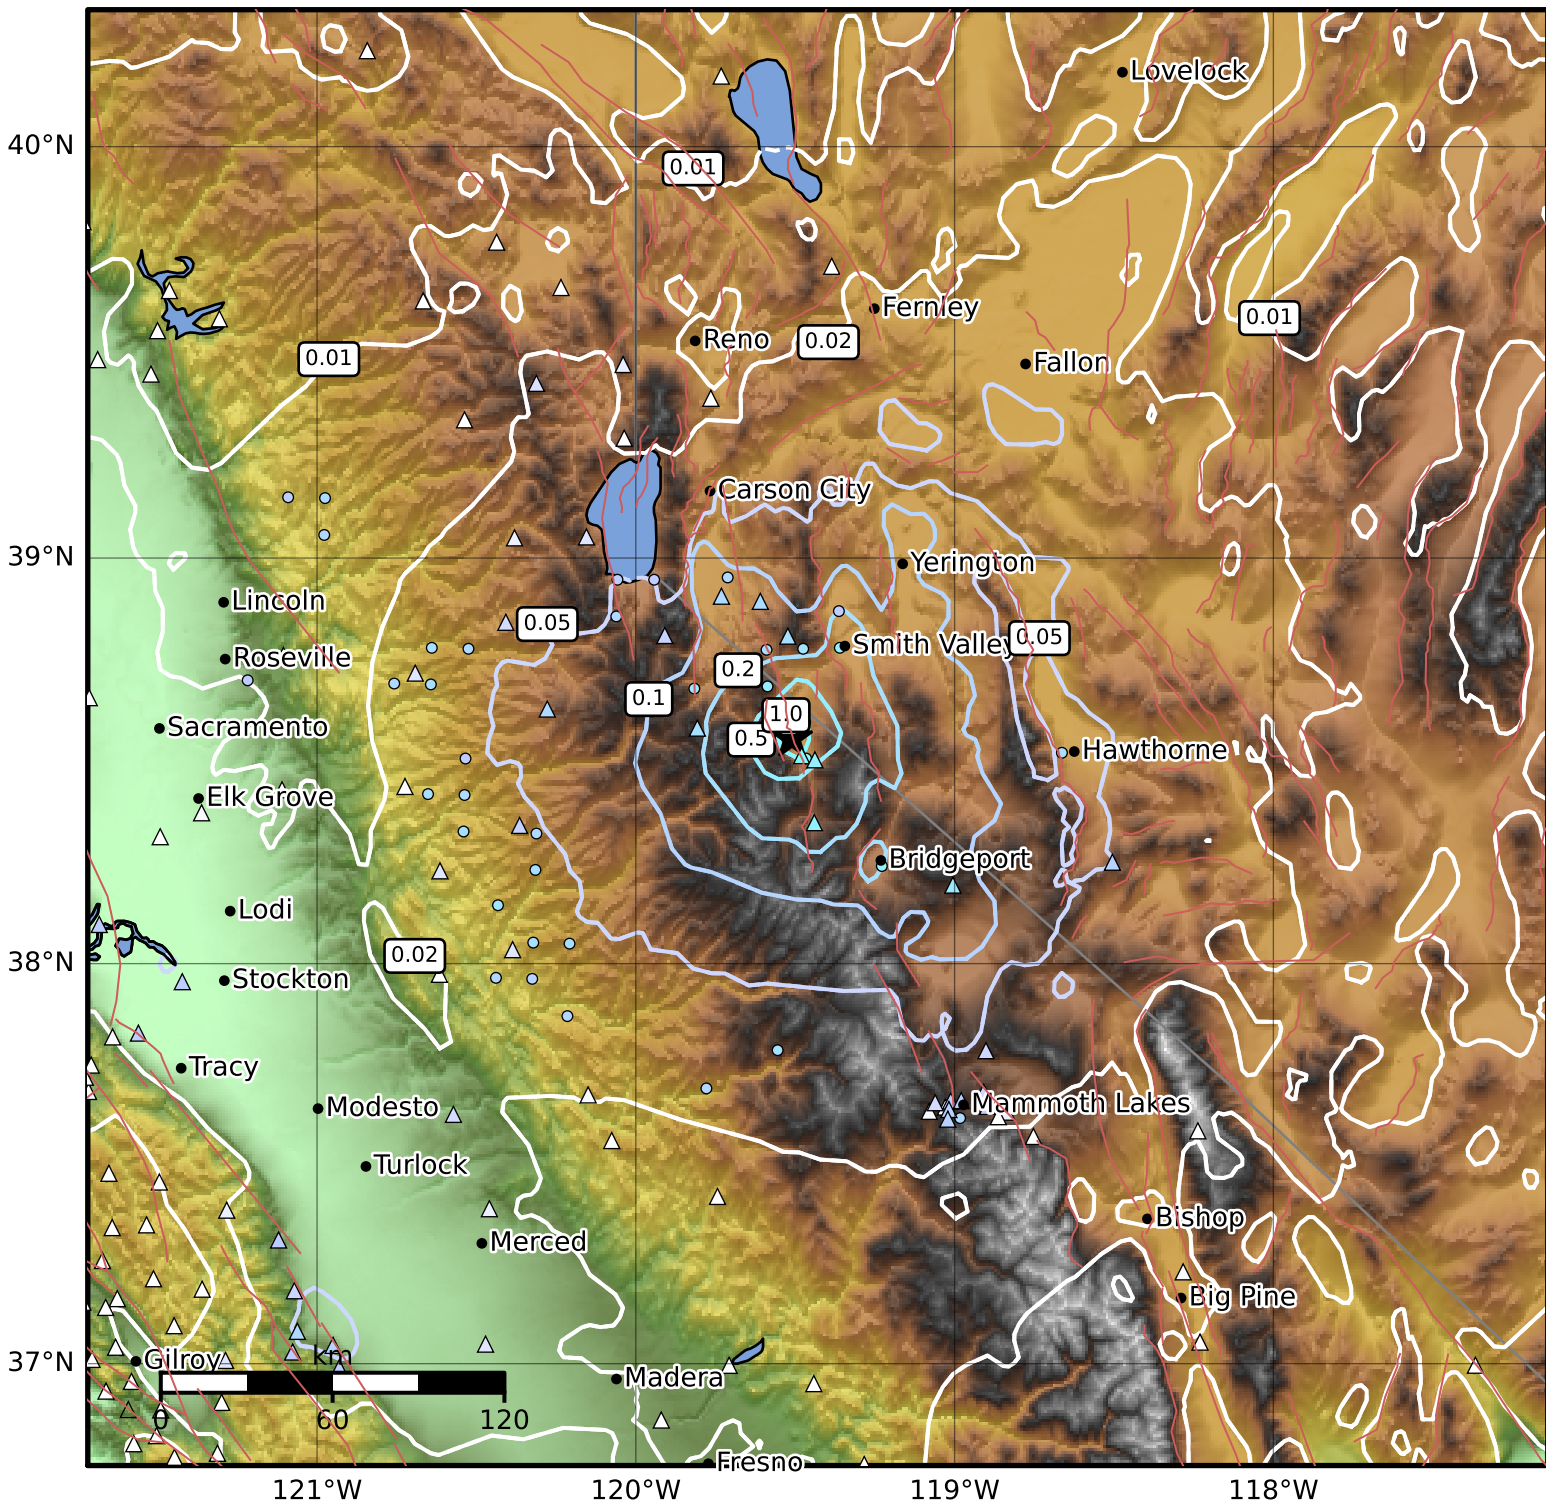 Lovelock
40°N
0.01
Fernley
0.01
Reno
0.02
0.01
Fallon
Carson City
39°N
Yerington
Lincoln
0.05
0.05
Smith Valley
Roseville
0.2
0.1
1.0
Sacramento
0.5
Hawthorne
Elk Grove
Bridgeport
Lodi
0.02
38°N
Stockton
Tracy
Mammoth Lakes
Modesto
Turlock
Bishop
Merced
Big Pine
km
37°N
Gilroy
Madera
0
60
120
Fresno
121°W
120°W
119°W
118°W